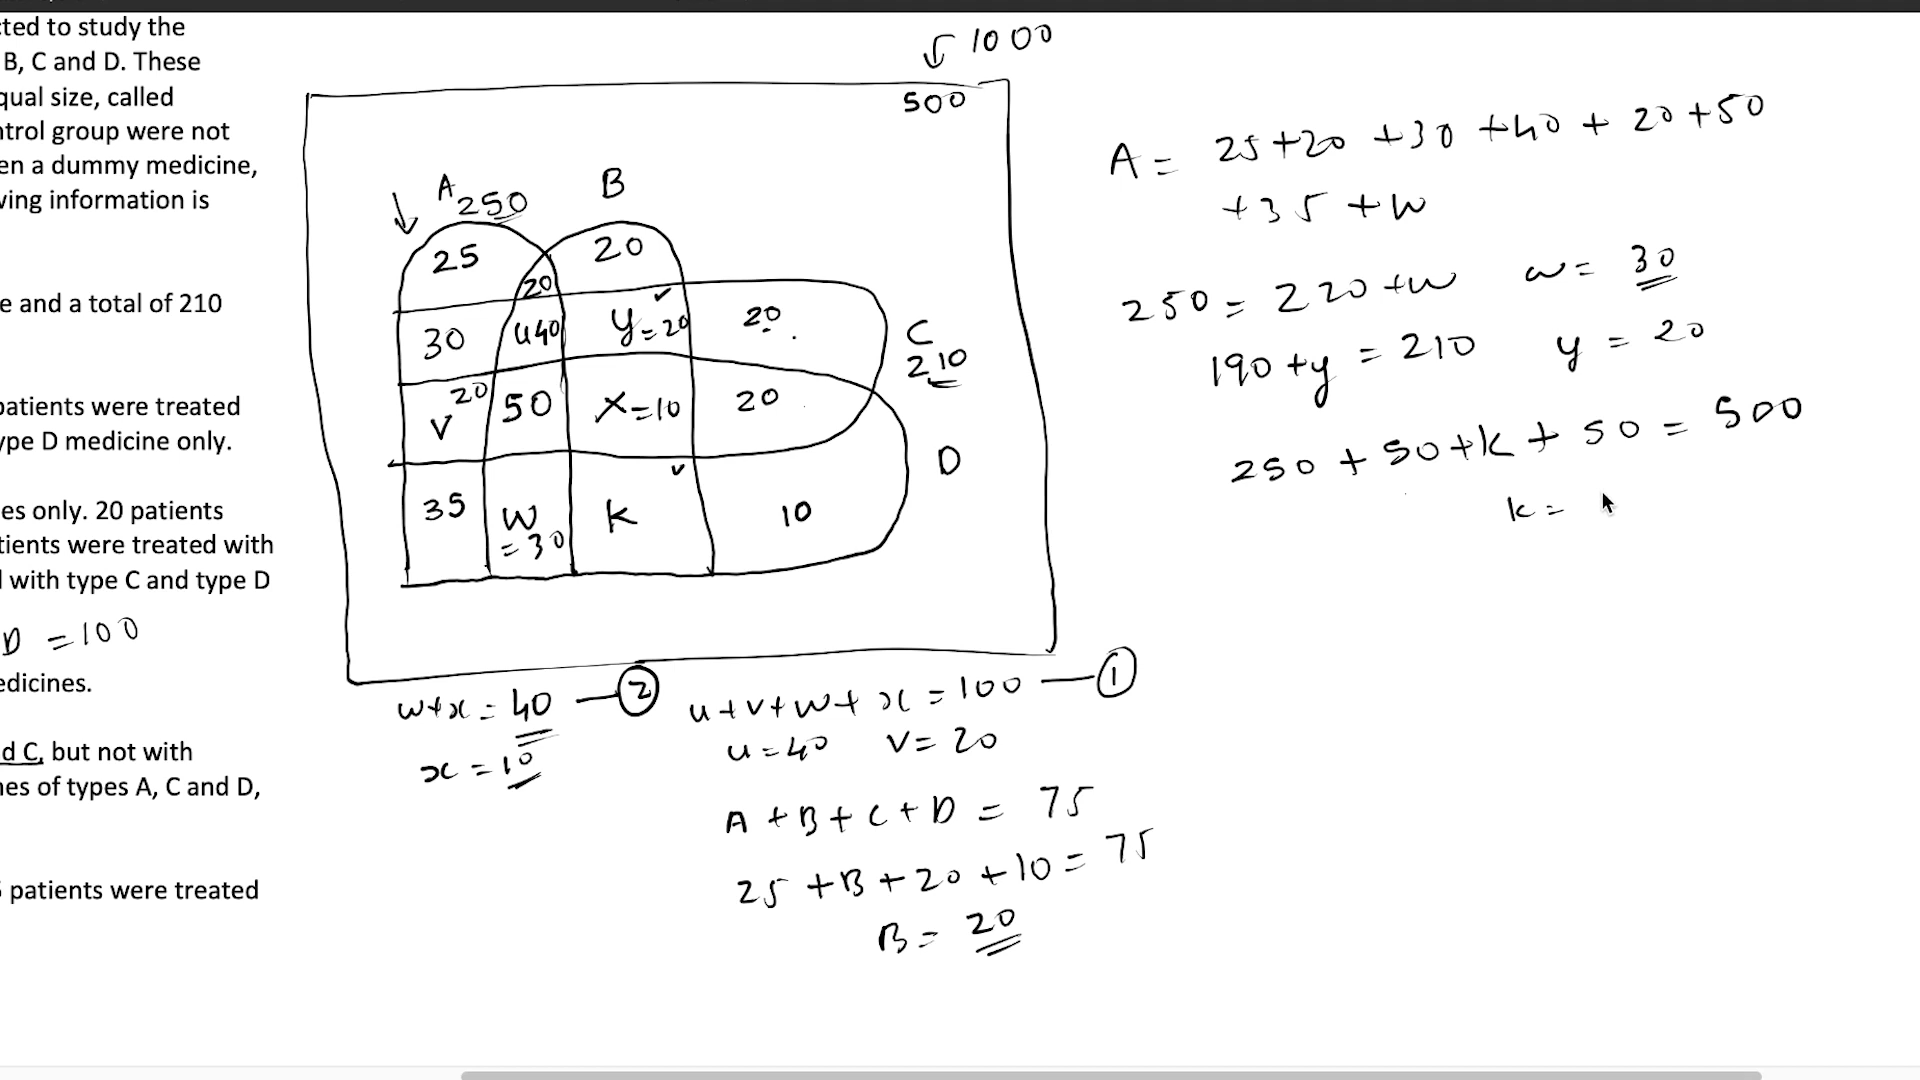 cted to study the
B, C and D. These
qual size, called
ntrol group were not
en a dummy medicine,
ving information is
e and a total of 210
patients were treated
ype D medicine only.
es only. 20 patients
tients were treated with
with type C and type D
D = 100
edicines.
d C, but not with
nes of types A, C and D,
patients were treated
1000
500
A 250 B
25 20
20
30 u40 y=20 20
C
210
v 20 50 x=10 20
D
35 w = 30 k 10
w+x = 40 — ②
x = 10
u+v+w+x = 100 — ①
u = 40 v = 20
A + B + C + D = 75
25 + B + 20 + 10 = 75
B = 20
A = 25+20 +30 +40 + 20 +50
+35 +w
250 = 220 +w w = 30
190 +y = 210 y = 20
250 + 50 +k + 50 = 500
k =